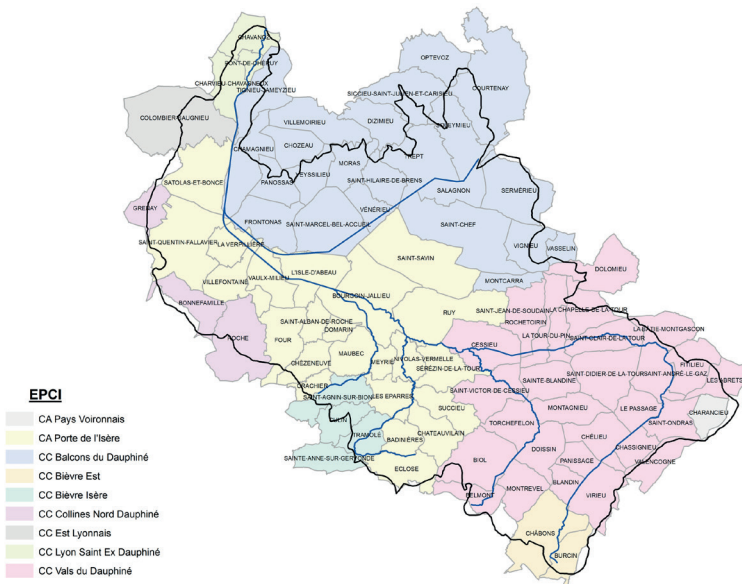 CHAVANOZ
PONT-DE-CHÉRUY
CHARVIEU-CHAVAGNEUX
TIGNIEU-JAMEYZIEU
OPTEVOZ
SICCIEU-SAINT-JULIEN-ET-CARISIEU
COURTENAY
COLOMBIER-SAUGNIEU
VILLEMOIRIEU
DIZIMIEU
SOLEYMIEU
CHAMAGNIEU
CHOZEAU
TREPT
MORAS
VEYSSILIEU
SATOLAS-ET-BONCE
PANOSSAS
SAINT-HILAIRE-DE-BRENS
SALAGNON
SERMÉRIEU
GRENAY
VÉNÉRIEU
FRONTONAS
SAINT-MARCEL-BEL-ACCUEIL
SAINT-CHEF
SAINT-QUENTIN-FALLAVIER
LA VERPILLIÈRE
VIGNIEU
VASSELIN
SAINT-SAVIN
DOLOMIEU
L'ISLE-D'ABEAU
VILLEFONTAINE
VAULX-MILIEU
MONTCARRA
BOURGOIN-JALLIEU
BONNEFAMILLE
RUY
SAINT-JEAN-DE-SOUDAIN
LA CHAPELLE-DE-LA-TOUR
ROCHETOIRIN
SAINT-ALBAN-DE-ROCHE
DOMARIN
LA BÂTIE-MONTGASCON
ROCHE
FOUR
LA TOUR-DU-PIN
SAINT-CLAIR-DE-LA-TOUR
CESSIEU
MAUBEC
MEYRIÉ
NIVOLAS-VERMELLE
CHÈZENEUVE
SÉRÉZIN-DE-LA-TOUR
FITILIEU
SAINT-DIDIER-DE-LA-TOUR
SAINT-ANDRÉ-LE-GAZ
LES ABRETS
CRACHIER
SAINTE-BLANDINE
SAINT-VICTOR-DE-CESSIEU
SAINT-AGNIN-SUR-BION
LES EPARRES
SUCCIEU
MONTAGNIEU
LE PASSAGE
CHARANCIEU
SAINT-ONDRAS
TORCHEFELON
TRAMOLÉ
BADINIÈRES
CHATEAUVILAIN
CHÉLIEU
DOISSIN
CHASSIGNIEU
SAINTE-ANNE-SUR-GERVONDE
BIOL
PANISSAGE
VALENCOGNE
ECLOSE
BLANDIN
BELMONT
MONTREVEL
VIRIEU
CHÂBONS
BURCIN
EPCI
CA Pays Voironnais
CA Porte de l'Isère
CC Balcons du Dauphiné
CC Bièvre Est
CC Bièvre Isère
CC Collines Nord Dauphiné
CC Est Lyonnais
CC Lyon Saint Ex Dauphiné
CC Vals du Dauphiné